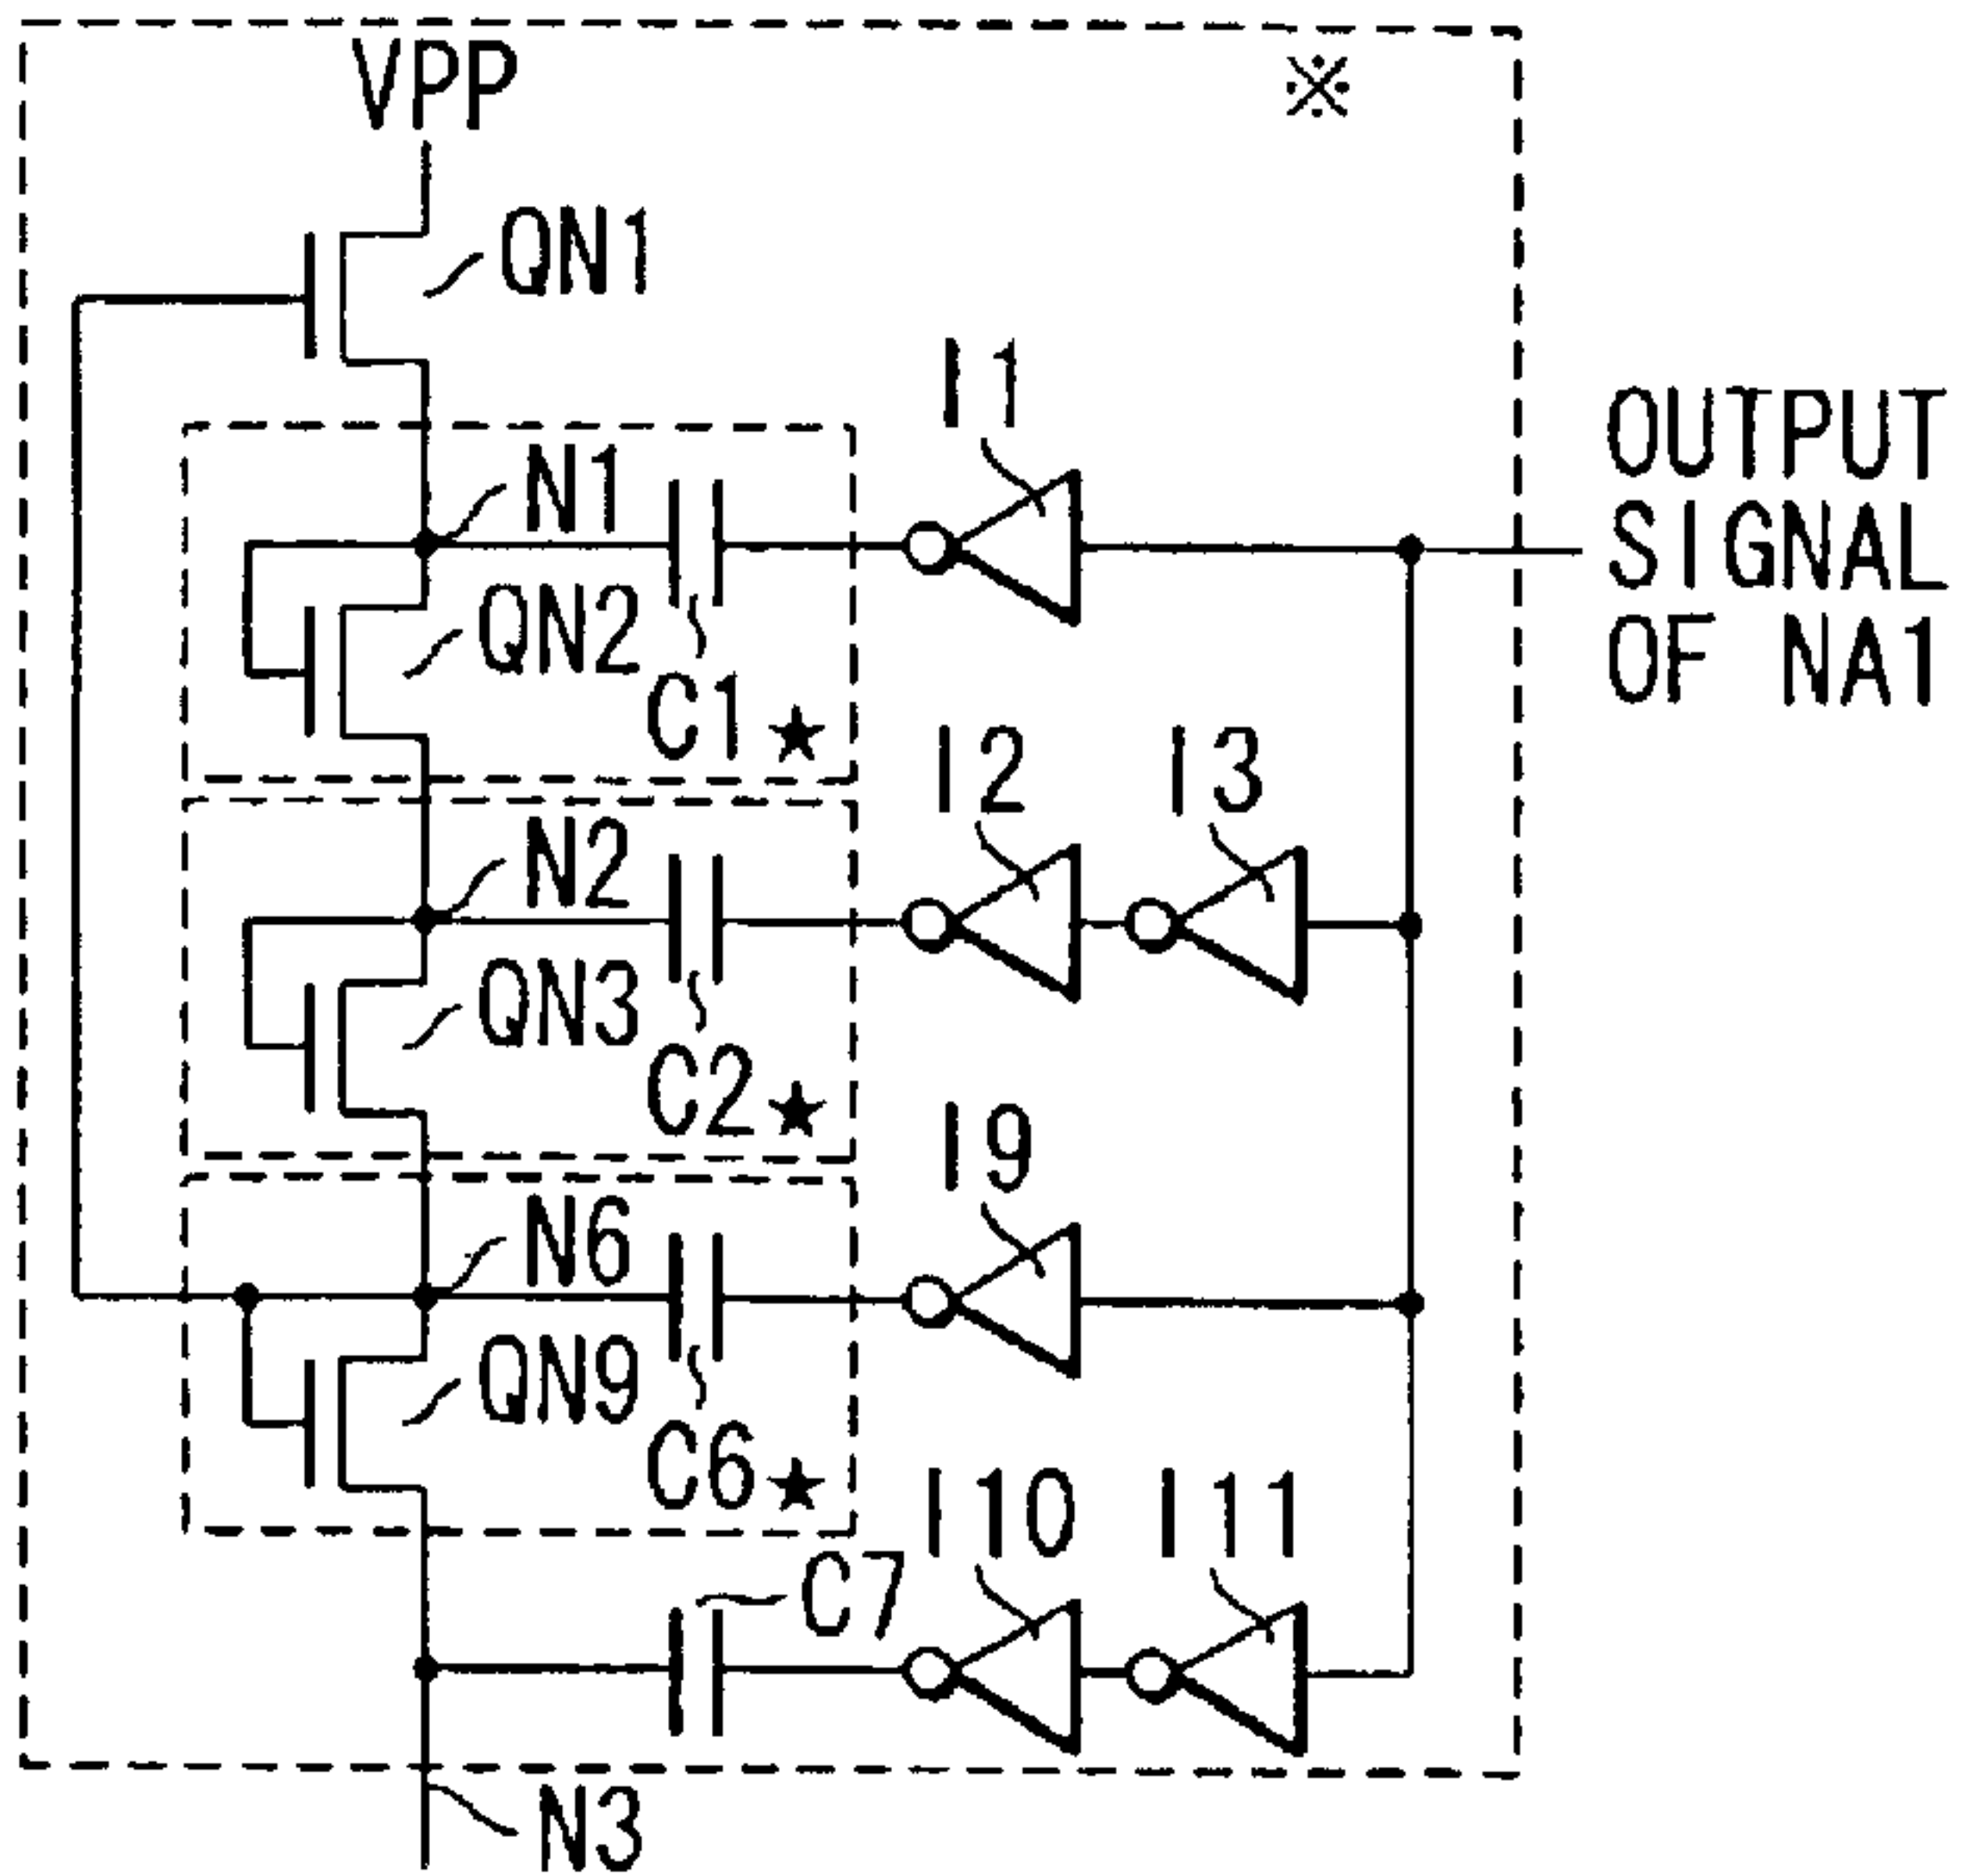 VPP
※
QN1
I1
OUTPUT
SIGNAL
OF NA1
N1
QN2
C1★
I2
I3
N2
QN3
C2★
I9
N6
QN9
C6★
I10
I11
C7
N3